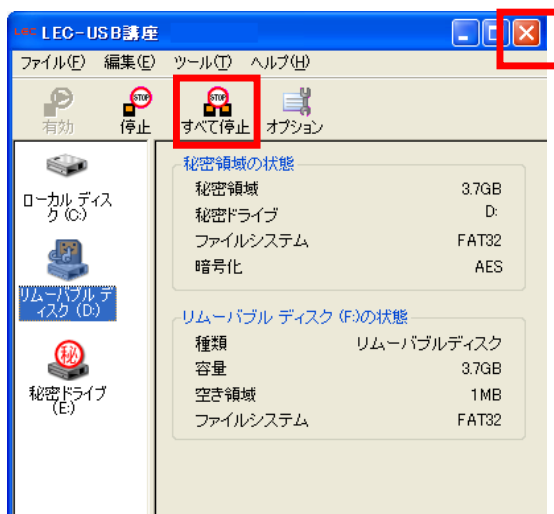 LEC LEC-USB講座
ファイル(F) 編集(E) ツール(T) ヘルプ(H)
STOP STOP
有効 停止 すべて停止 オプション
ローカル ディス
ク (C:)
リムーバブル デ
ィスク (D:)
秘
秘密ドライブ
(E:)
秘密領域の状態
秘密領域 3.7GB
秘密ドライブ D:
ファイルシステム FAT32
暗号化 AES
リムーバブル ディスク (F:)の状態
種類 リムーバブルディスク
容量 3.7GB
空き領域 1MB
ファイルシステム FAT32